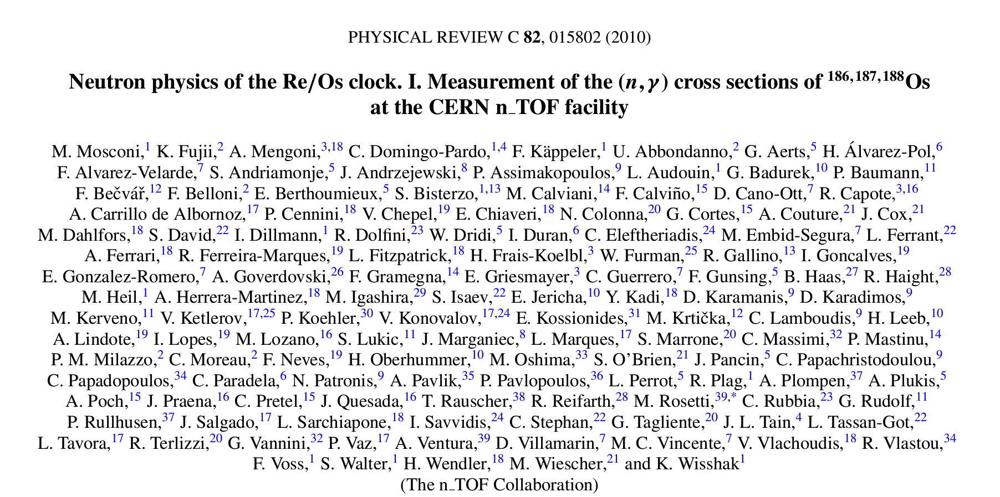 PHYSICAL REVIEW C 82, 015802 (2010)
Neutron physics of the Re/Os clock. I. Measurement of the (n, γ) cross sections of 186,187,188Os
at the CERN n_TOF facility
M. Mosconi,1 K. Fujii,2 A. Mengoni,3,18 C. Domingo-Pardo,1,4 F. Käppeler,1 U. Abbondanno,2 G. Aerts,5 H. Álvarez-Pol,6
F. Alvarez-Velarde,7 S. Andriamonje,5 J. Andrzejewski,8 P. Assimakopoulos,9 L. Audouin,1 G. Badurek,10 P. Baumann,11
F. Bečvář,12 F. Belloni,2 E. Berthoumieux,5 S. Bisterzo,1,13 M. Calviani,14 F. Calviño,15 D. Cano-Ott,7 R. Capote,3,16
A. Carrillo de Albornoz,17 P. Cennini,18 V. Chepel,19 E. Chiaveri,18 N. Colonna,20 G. Cortes,15 A. Couture,21 J. Cox,21
M. Dahlfors,18 S. David,22 I. Dillmann,1 R. Dolfini,23 W. Dridi,5 I. Duran,6 C. Eleftheriadis,24 M. Embid-Segura,7 L. Ferrant,22
A. Ferrari,18 R. Ferreira-Marques,19 L. Fitzpatrick,18 H. Frais-Koelbl,3 W. Furman,25 R. Gallino,13 I. Goncalves,19
E. Gonzalez-Romero,7 A. Goverdovski,26 F. Gramegna,14 E. Griesmayer,3 C. Guerrero,7 F. Gunsing,5 B. Haas,27 R. Haight,28
M. Heil,1 A. Herrera-Martinez,18 M. Igashira,29 S. Isaev,22 E. Jericha,10 Y. Kadi,18 D. Karamanis,9 D. Karadimos,9
M. Kerveno,11 V. Ketlerov,17,25 P. Koehler,30 V. Konovalov,17,24 E. Kossionides,31 M. Krtička,12 C. Lamboudis,9 H. Leeb,10
A. Lindote,19 I. Lopes,19 M. Lozano,16 S. Lukic,11 J. Marganiec,8 L. Marques,17 S. Marrone,20 C. Massimi,32 P. Mastinu,14
P. M. Milazzo,2 C. Moreau,2 F. Neves,19 H. Oberhummer,10 M. Oshima,33 S. O'Brien,21 J. Pancin,5 C. Papachristodoulou,9
C. Papadopoulos,34 C. Paradela,6 N. Patronis,9 A. Pavlik,35 P. Pavlopoulos,36 L. Perrot,5 R. Plag,1 A. Plompen,37 A. Plukis,5
A. Poch,15 J. Praena,16 C. Pretel,15 J. Quesada,16 T. Rauscher,38 R. Reifarth,28 M. Rosetti,39,* C. Rubbia,23 G. Rudolf,11
P. Rullhusen,37 J. Salgado,17 L. Sarchiapone,18 I. Savvidis,24 C. Stephan,22 G. Tagliente,20 J. L. Tain,4 L. Tassan-Got,22
L. Tavora,17 R. Terlizzi,20 G. Vannini,32 P. Vaz,17 A. Ventura,39 D. Villamarin,7 M. C. Vincente,7 V. Vlachoudis,18 R. Vlastou,34
F. Voss,1 S. Walter,1 H. Wendler,18 M. Wiescher,21 and K. Wisshak1
(The n_TOF Collaboration)